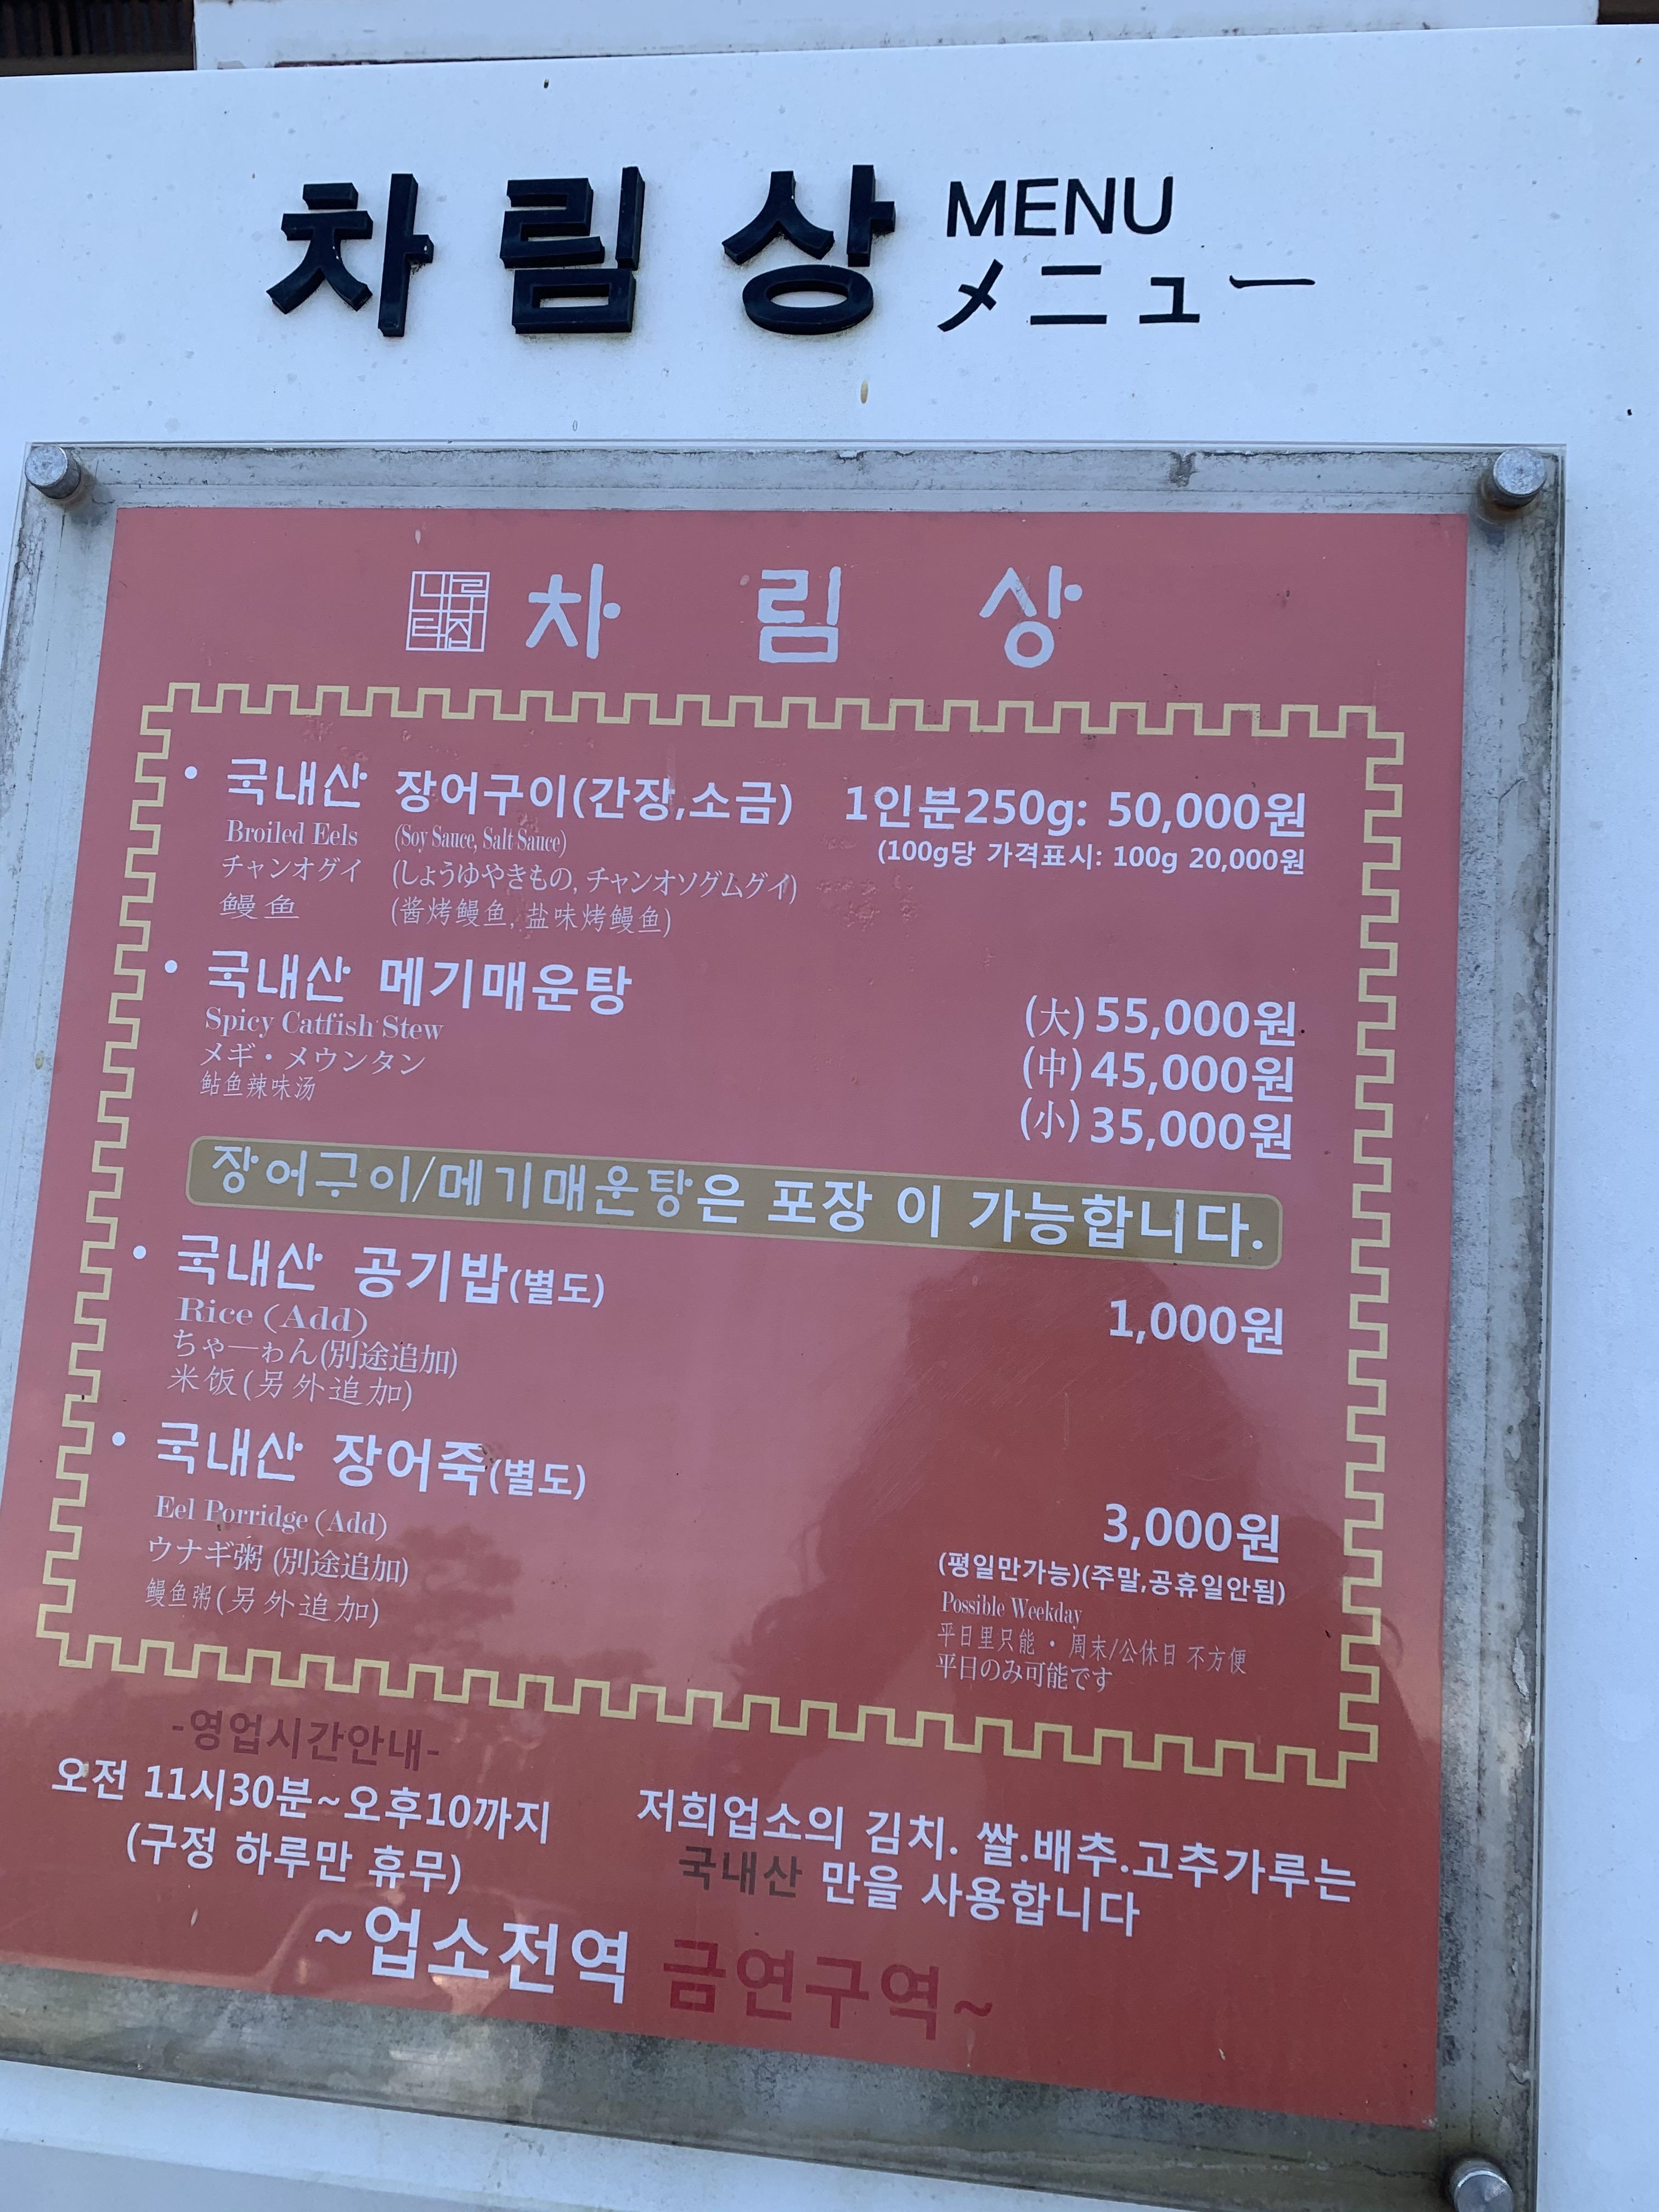 차림상 MENU
メニュー
나루터집 차림상
• 국내산 장어구이(간장,소금) 1인분250g: 50,000원
Broiled Eels (Soy Sauce, Salt Sauce) (100g당 가격표시: 100g 20,000원
チャンオグイ (しょうゆやきもの, チャンオソグムグイ)
鳗鱼 (酱烤鳗鱼, 盐味烤鳗鱼)
• 국내산 메기매운탕
Spicy Catfish Stew
メギ・メウンタン
鲇鱼辣味汤
(大) 55,000원
(中) 45,000원
(小) 35,000원
장어구이/메기매운탕은 포장 이 가능합니다.
• 국내산 공기밥(별도) 1,000원
Rice (Add)
ちゃーわん(別途追加)
米饭(另外追加)
• 국내산 장어죽(별도) 3,000원
Eel Porridge (Add)
ウナギ粥 (別途追加)
鳗鱼粥(另外追加)
(평일만가능)(주말,공휴일안됨)
Possible Weekday
平日里只能 · 周末/公休日 不方便
平日のみ可能です
-영업시간안내-
오전 11시30분~오후10까지
(구정 하루만 휴무)
저희업소의 김치. 쌀.배추.고추가루는
국내산 만을 사용합니다
~업소전역 금연구역~